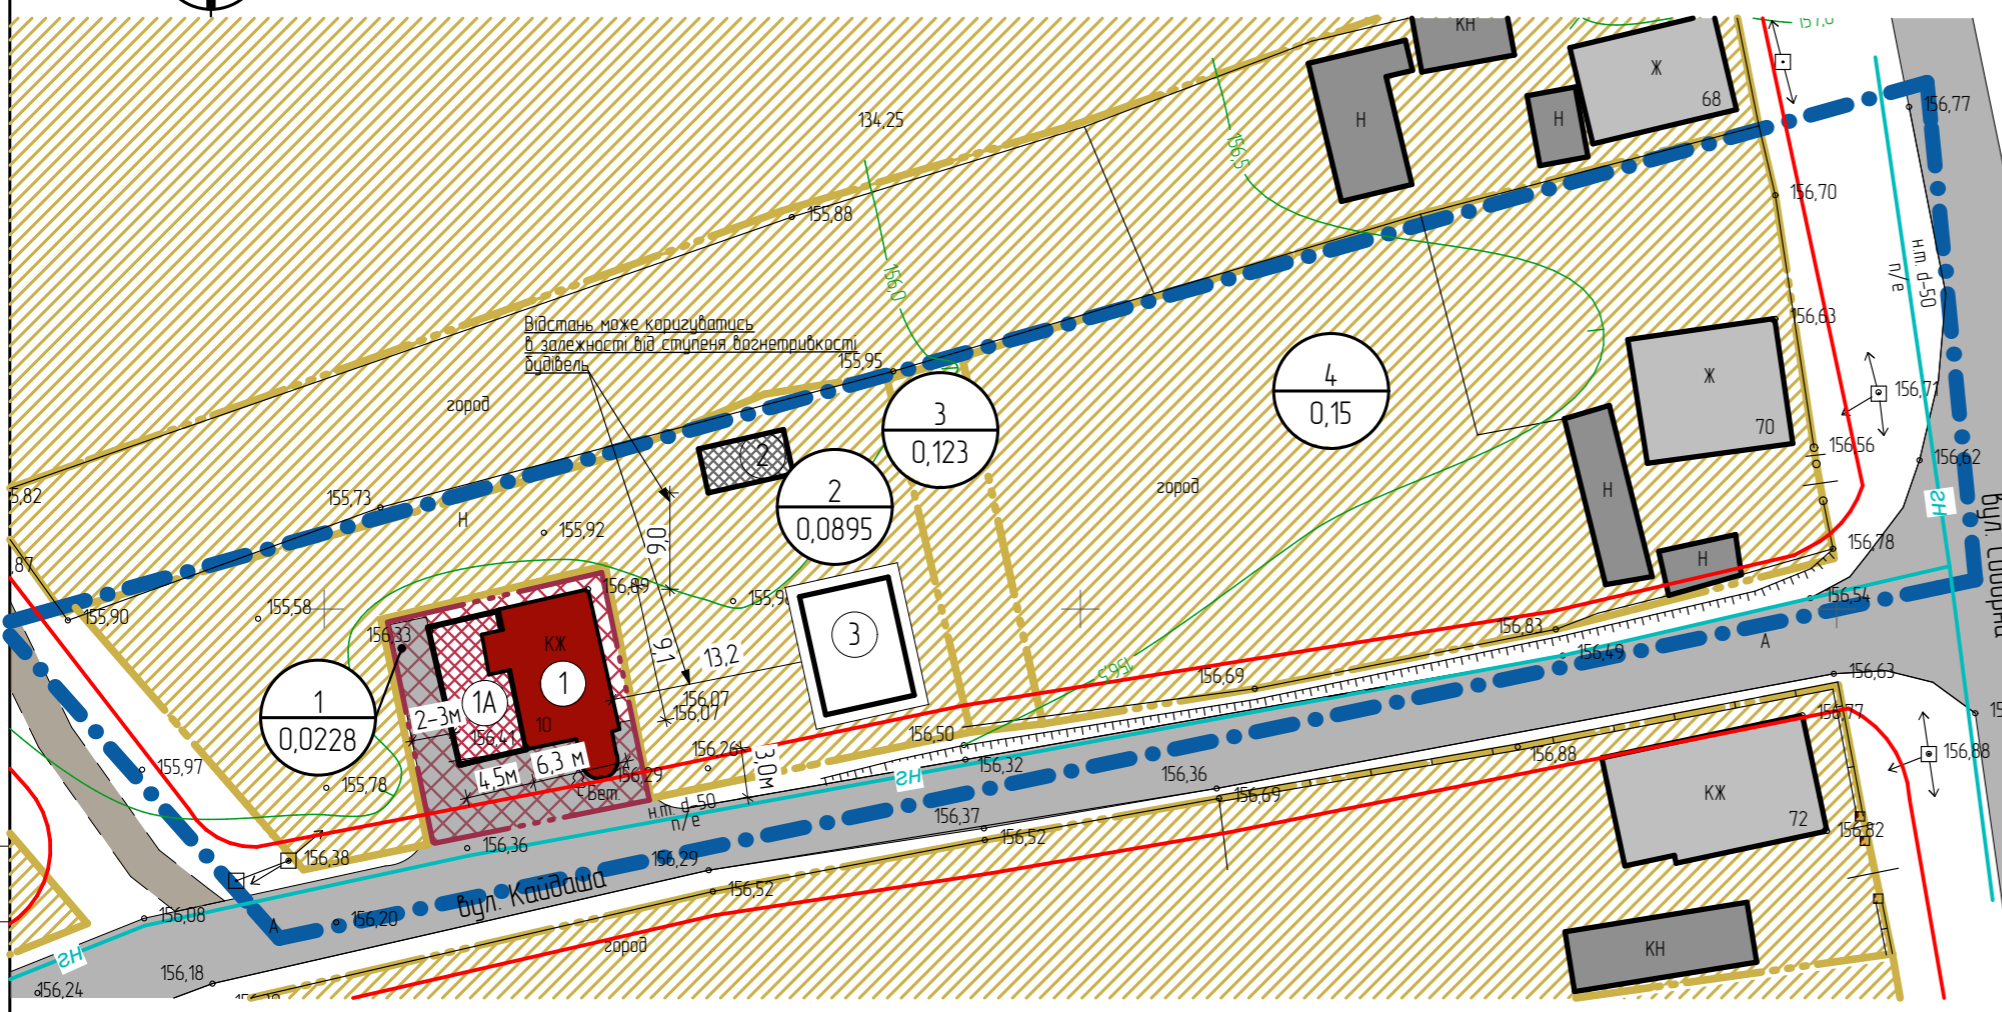 КН
157,0
Ж
68
Н
Н
134,25
156,77
156,5
155,88
156,70
156,0
н.т. d-50
п/е
Відстань може коригуватись
в залежності від ступеня вогнетривкості
будівель
155,95
156,63
4
0,15
Ж
70
156,71
город
3
0,123
156,56
156,62
2
155,73
Н
155,92
2
0,0895
город
Н
HS
вул. Соборна
5,82
9,0
156,78
Н
,87
155,90
155,58
156,89
155,96
156,54
156,33
КЖ
3
156,83
А
9,1
13,2
156,5
156,49
1
0,0228
1А
1
156,07
156,07
156,69
156,63
2-3м
10
156,41
156,77
4,5м
6,3 м
156,26
3,0м
156,50
156,88
156,88
155,97
155,78
156,29
Бет.
156,32
HS
156,36
156,69
КЖ
72
156,82
н.т. d-50
п/е
156,37
156,52
156,38
156,36
156,29
156,52
вул. Кайдаша
156,08
А
156,20
город
КН
HS
156,18
156,24